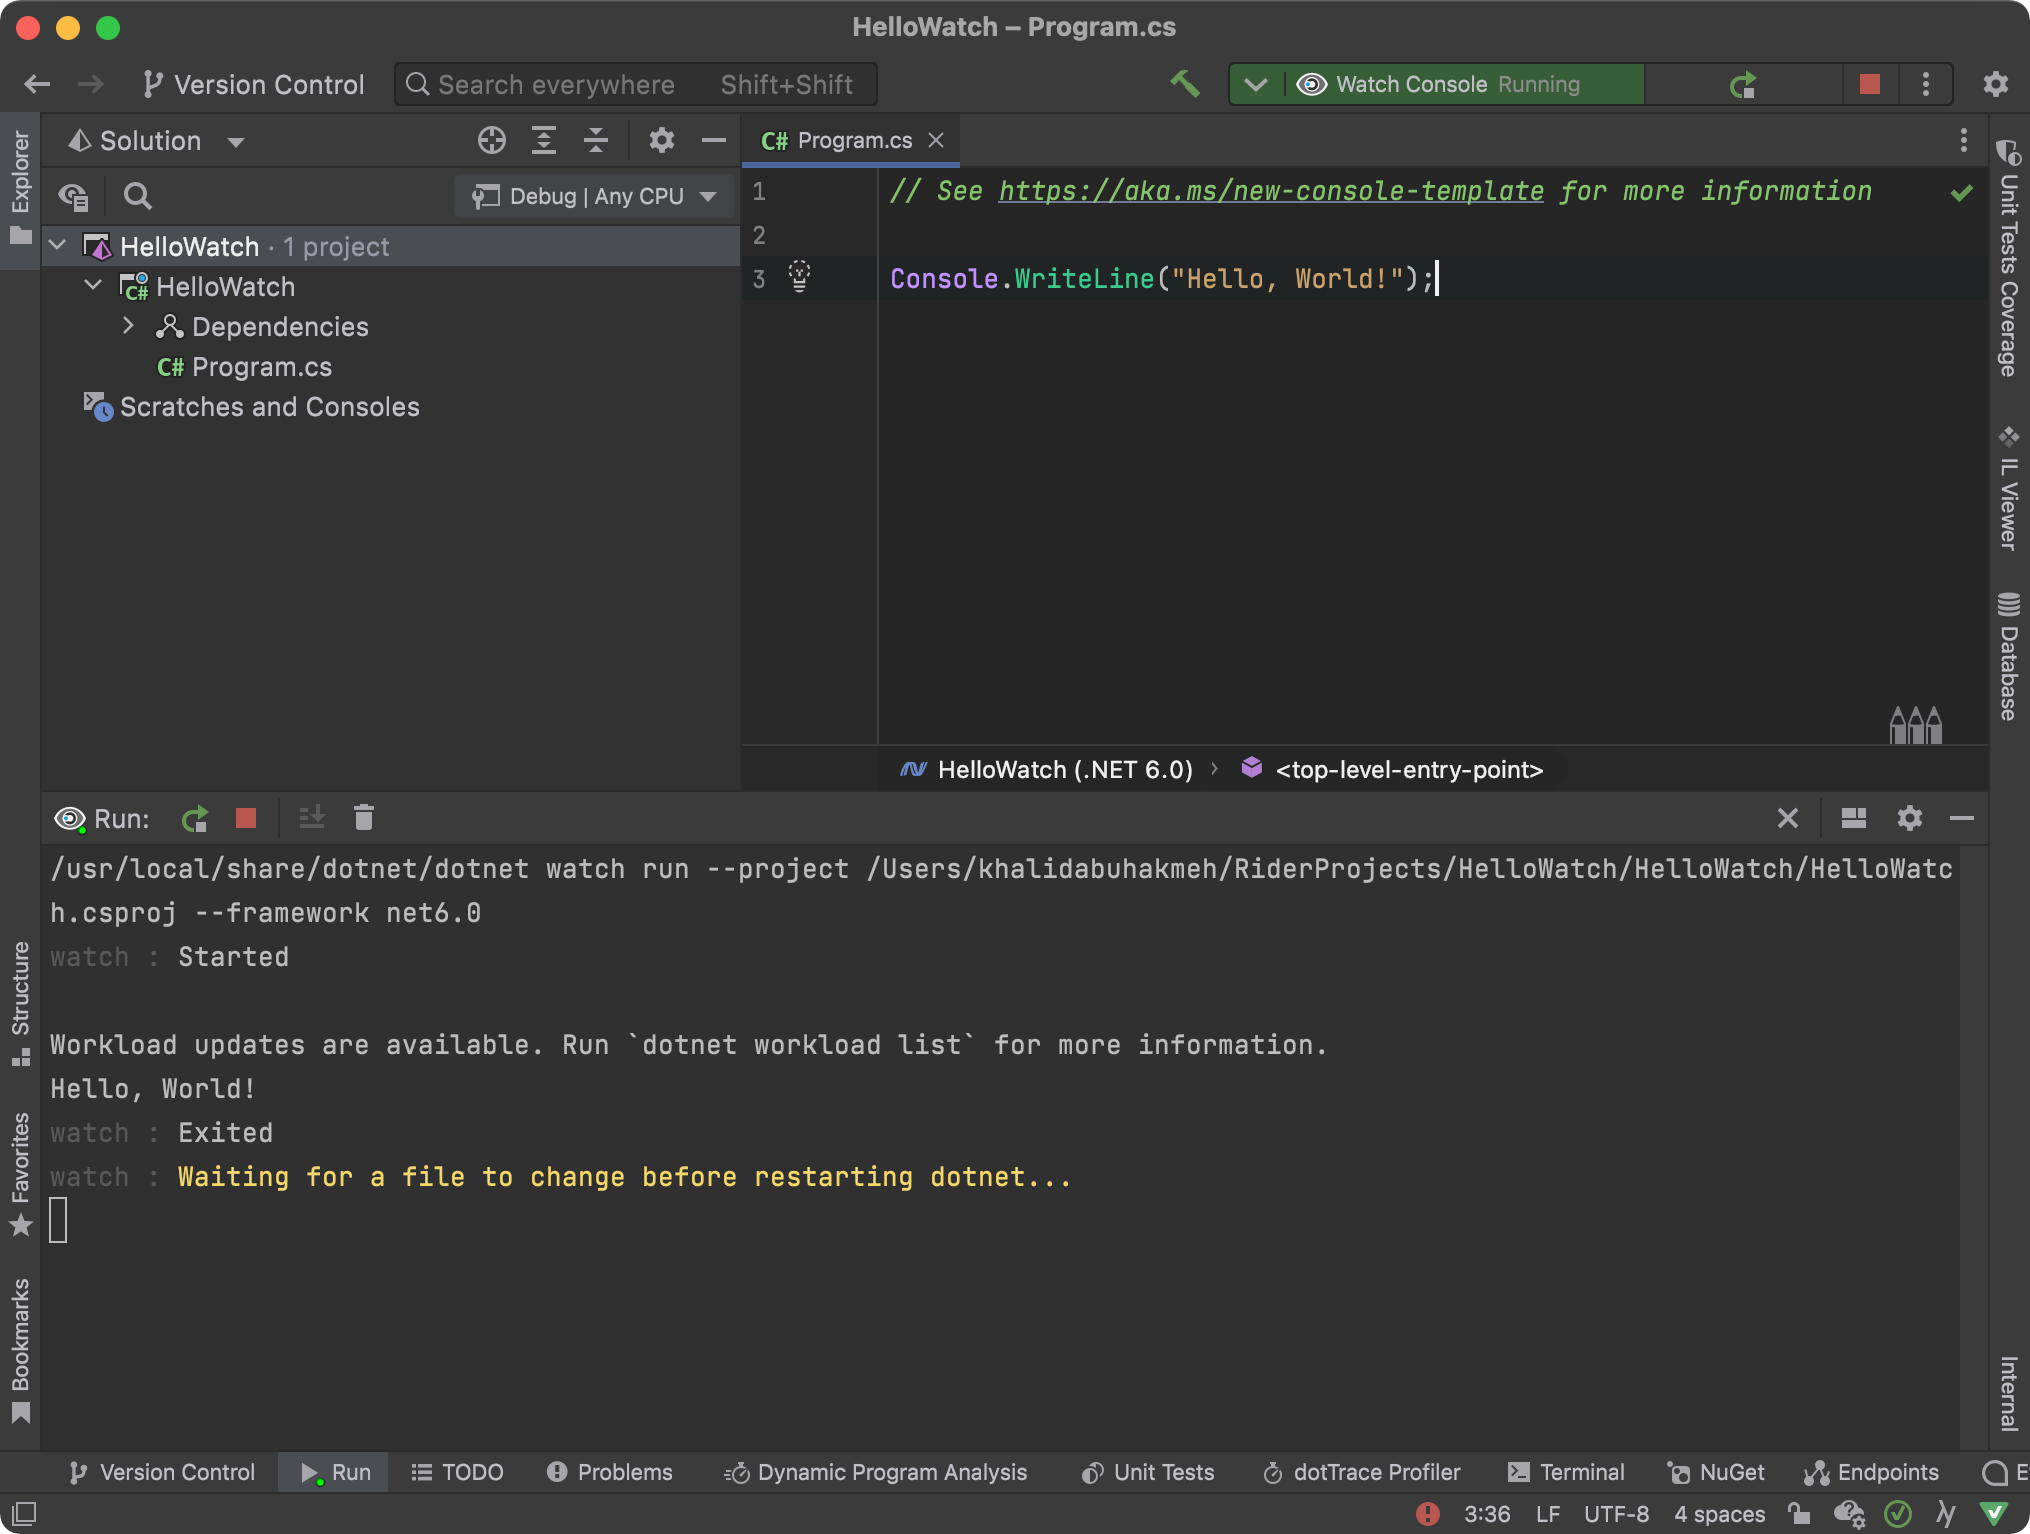 HelloWatch – Program.cs
Version Control
Search everywhere Shift+Shift
Watch Console Running
Explorer
Solution
Debug | Any CPU
HelloWatch · 1 project
HelloWatch
Dependencies
C# Program.cs
Scratches and Consoles
C# Program.cs
1 // See https://aka.ms/new-console-template for more information
2
3 Console.WriteLine("Hello, World!");
HelloWatch (.NET 6.0) › <top-level-entry-point>
Unit Tests Coverage
IL Viewer
Database
Run:
/usr/local/share/dotnet/dotnet watch run --project /Users/khalidabuhakmeh/RiderProjects/HelloWatch/HelloWatch/HelloWatc
h.csproj --framework net6.0
watch : Started
Workload updates are available. Run `dotnet workload list` for more information.
Hello, World!
watch : Exited
watch : Waiting for a file to change before restarting dotnet...
Structure
Favorites
Bookmarks
Internal
Version Control Run TODO Problems Dynamic Program Analysis Unit Tests dotTrace Profiler Terminal NuGet Endpoints E
3:36 LF UTF-8 4 spaces